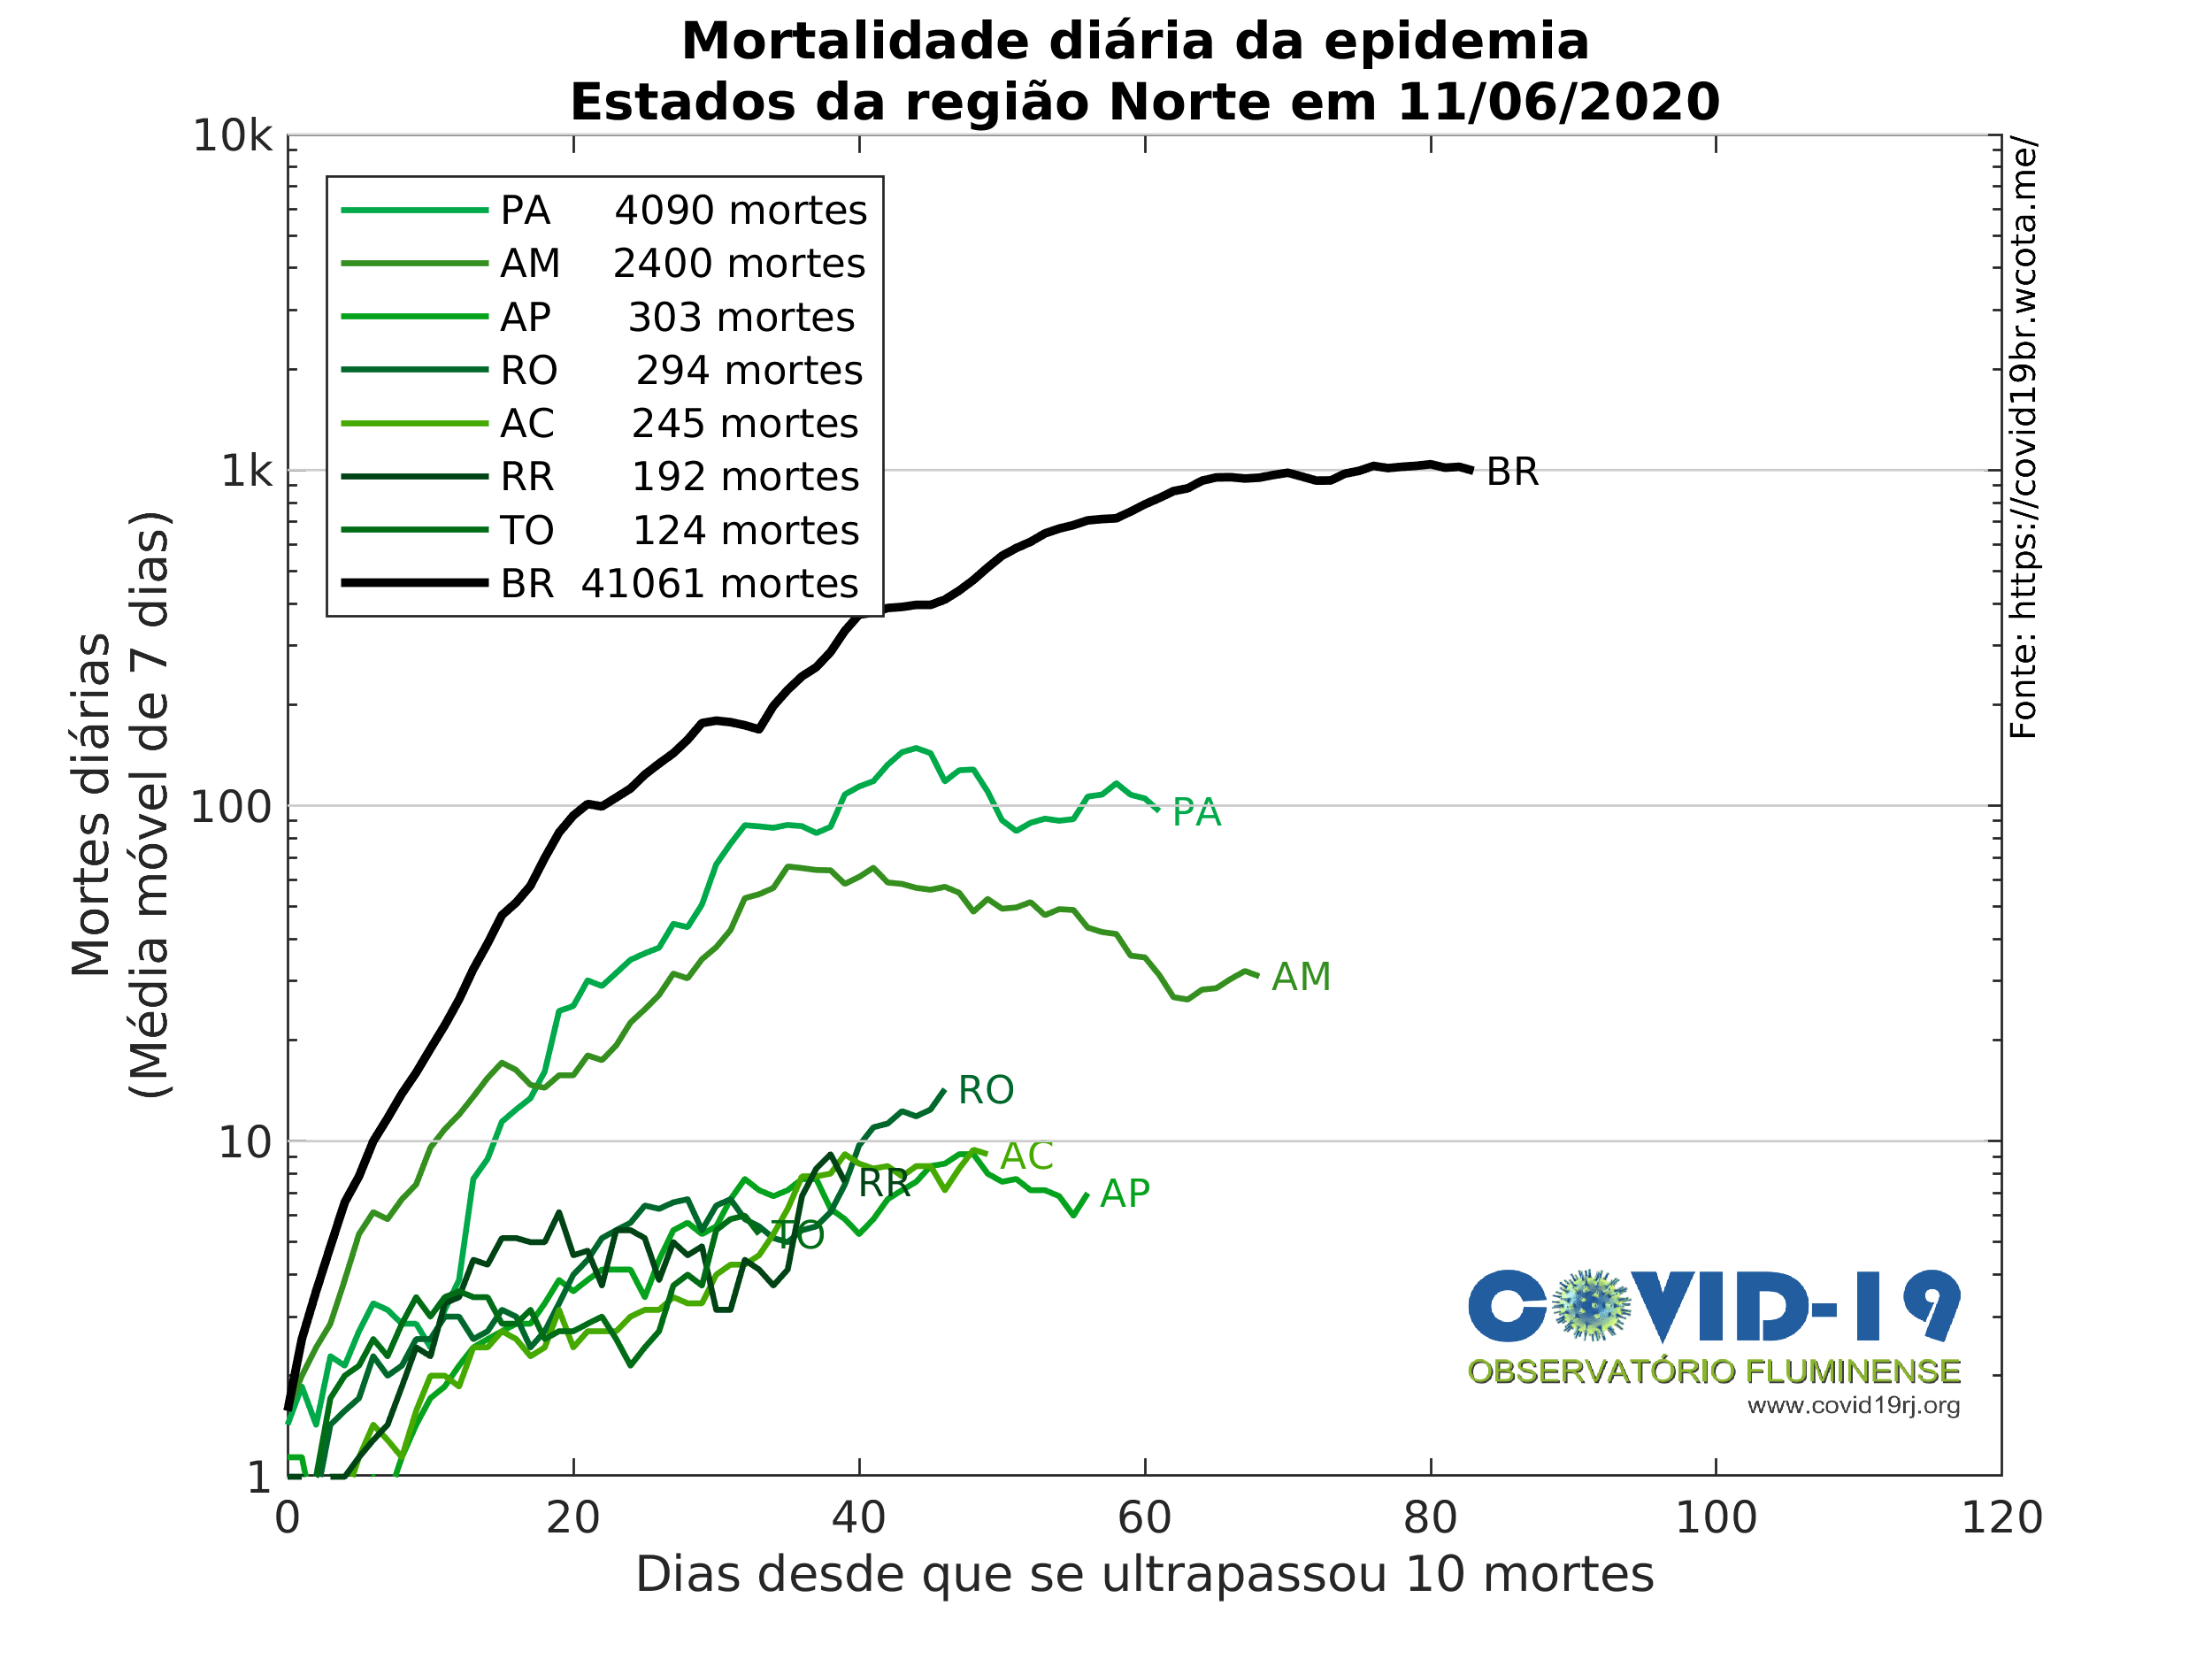 Mortalidade diária da epidemia
Estados da região Norte em 11/06/2020
Mortes diárias
(Média móvel de 7 dias)
10k
1k
100
10
1
PA 4090 mortes
AM 2400 mortes
AP 303 mortes
RO 294 mortes
AC 245 mortes
RR 192 mortes
TO 124 mortes
BR 41061 mortes
BR
PA
AM
RO
AC
RR
AP
TO
Fonte: https://covid19br.wcota.me/
COVID-19
OBSERVATÓRIO FLUMINENSE
www.covid19rj.org
0 20 40 60 80 100 120
Dias desde que se ultrapassou 10 mortes